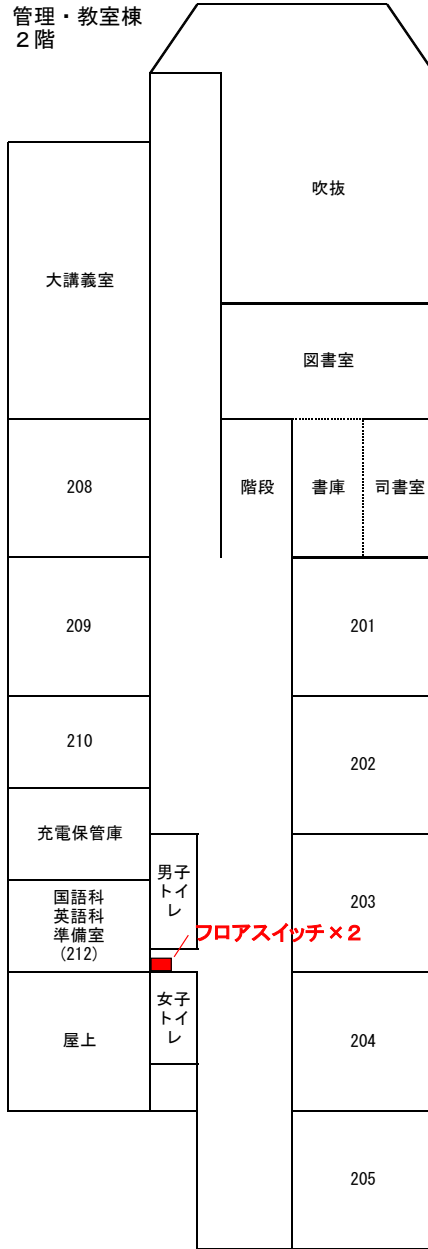 管理・教室棟
２階
吹抜
大講義室
図書室
208
階段
書庫
司書室
209
201
210
202
充電保管庫
男子
トイ
レ
国語科
英語科
準備室
(212)
203
フロアスイッチ×２
女子
トイ
レ
屋上
204
205